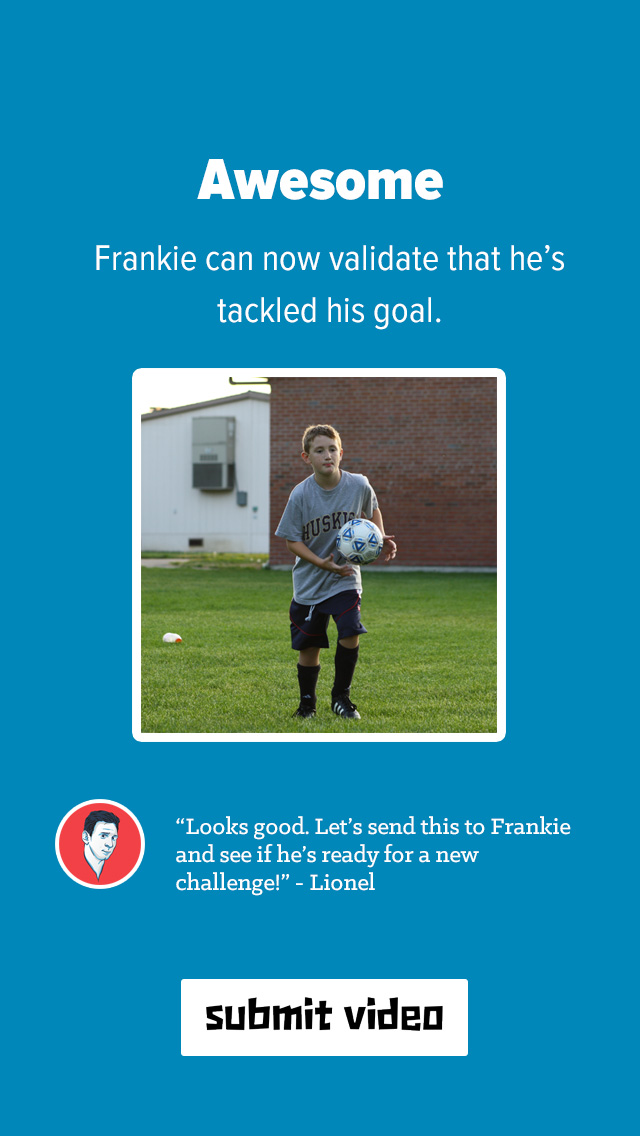 Awesome
Frankie can now validate that he’s
tackled his goal.
HUSKIE
“Looks good. Let’s send this to Frankie
and see if he’s ready for a new
challenge!” - Lionel
submit video